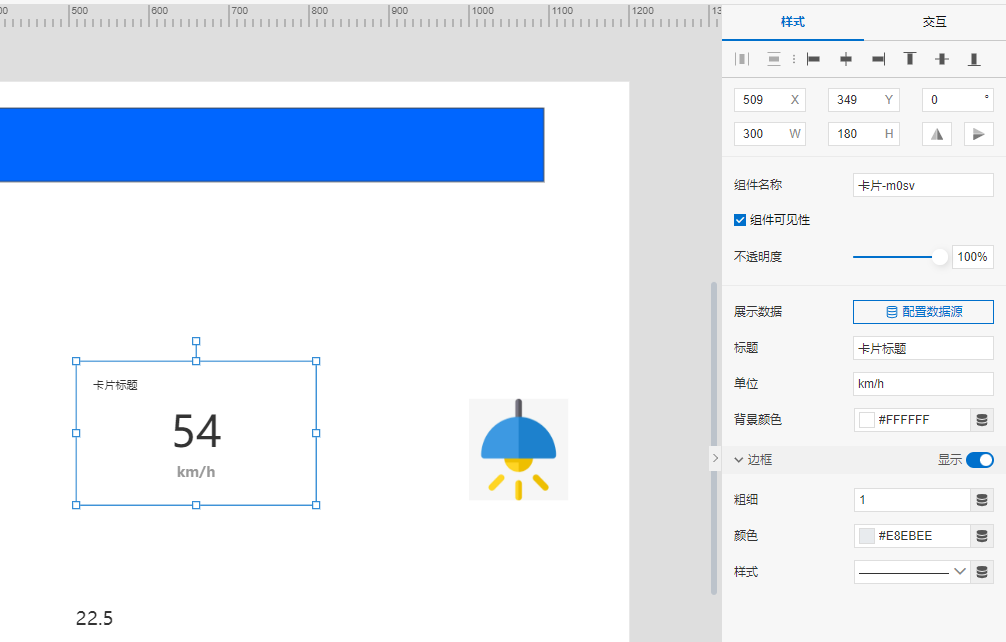 500 600 700 800 900 1000 1100 1200
样式 交互
509 X 349 Y 0 °
300 W 180 H
组件名称 卡片-m0sv
组件可见性
不透明度 100%
展示数据 配置数据源
标题 卡片标题
单位 km/h
背景颜色 #FFFFFF
边框 显示
粗细 1
颜色 #E8EBEE
样式
卡片标题
54
km/h
22.5